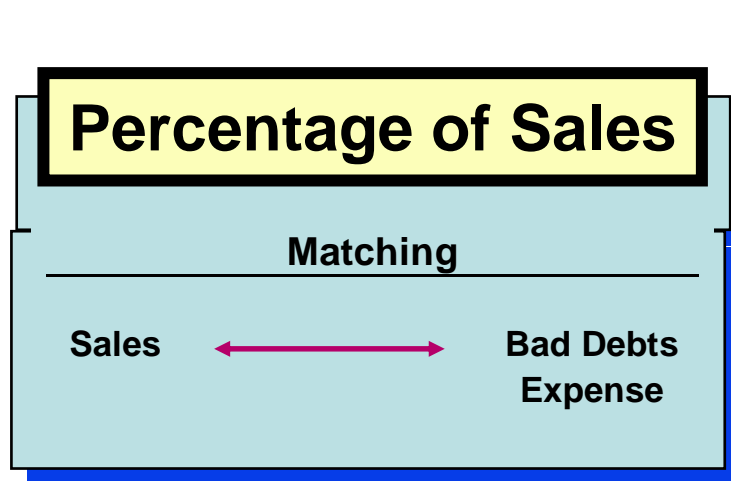 Percentage of Sales
Matching
Sales
Bad Debts
Expense